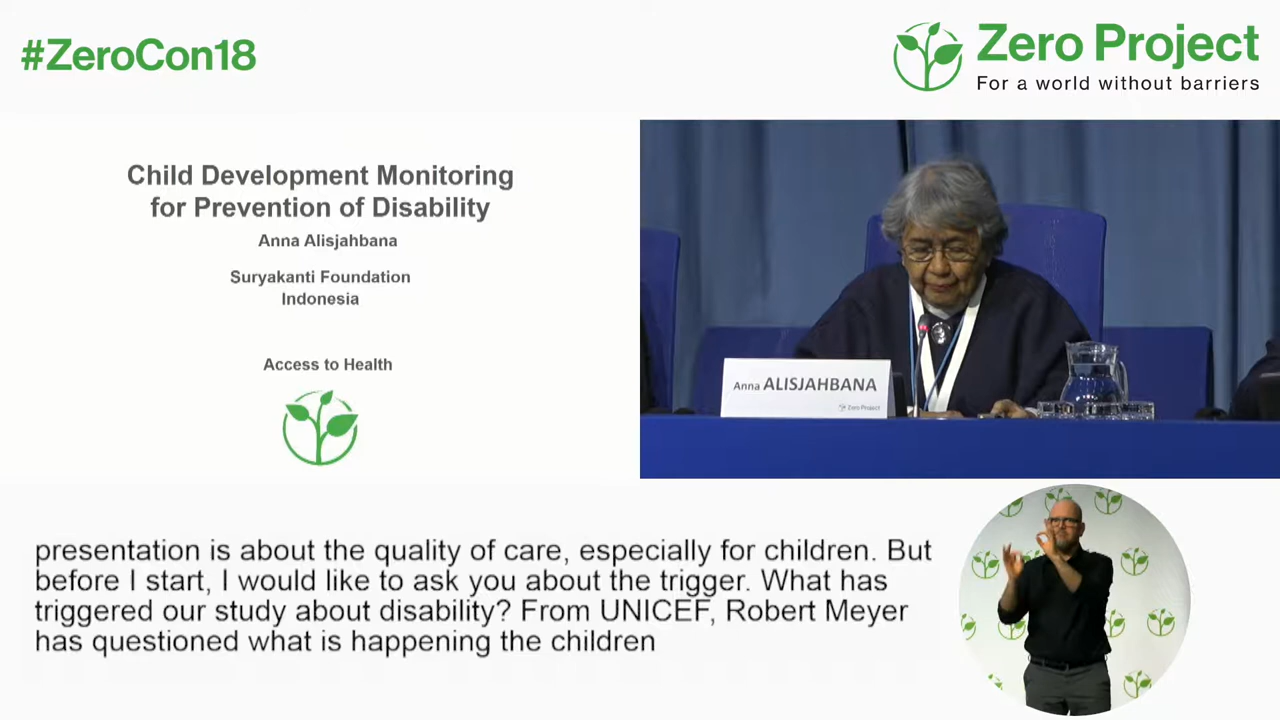 #ZeroCon18
Zero Project
For a world without barriers
Child Development Monitoring
for Prevention of Disability
Anna Alisjahbana
Suryakanti Foundation
Indonesia
Access to Health
Anna ALISJAHBANA
Zero Project
presentation is about the quality of care, especially for children. But
before I start, I would like to ask you about the trigger. What has
triggered our study about disability? From UNICEF, Robert Meyer
has questioned what is happening the children